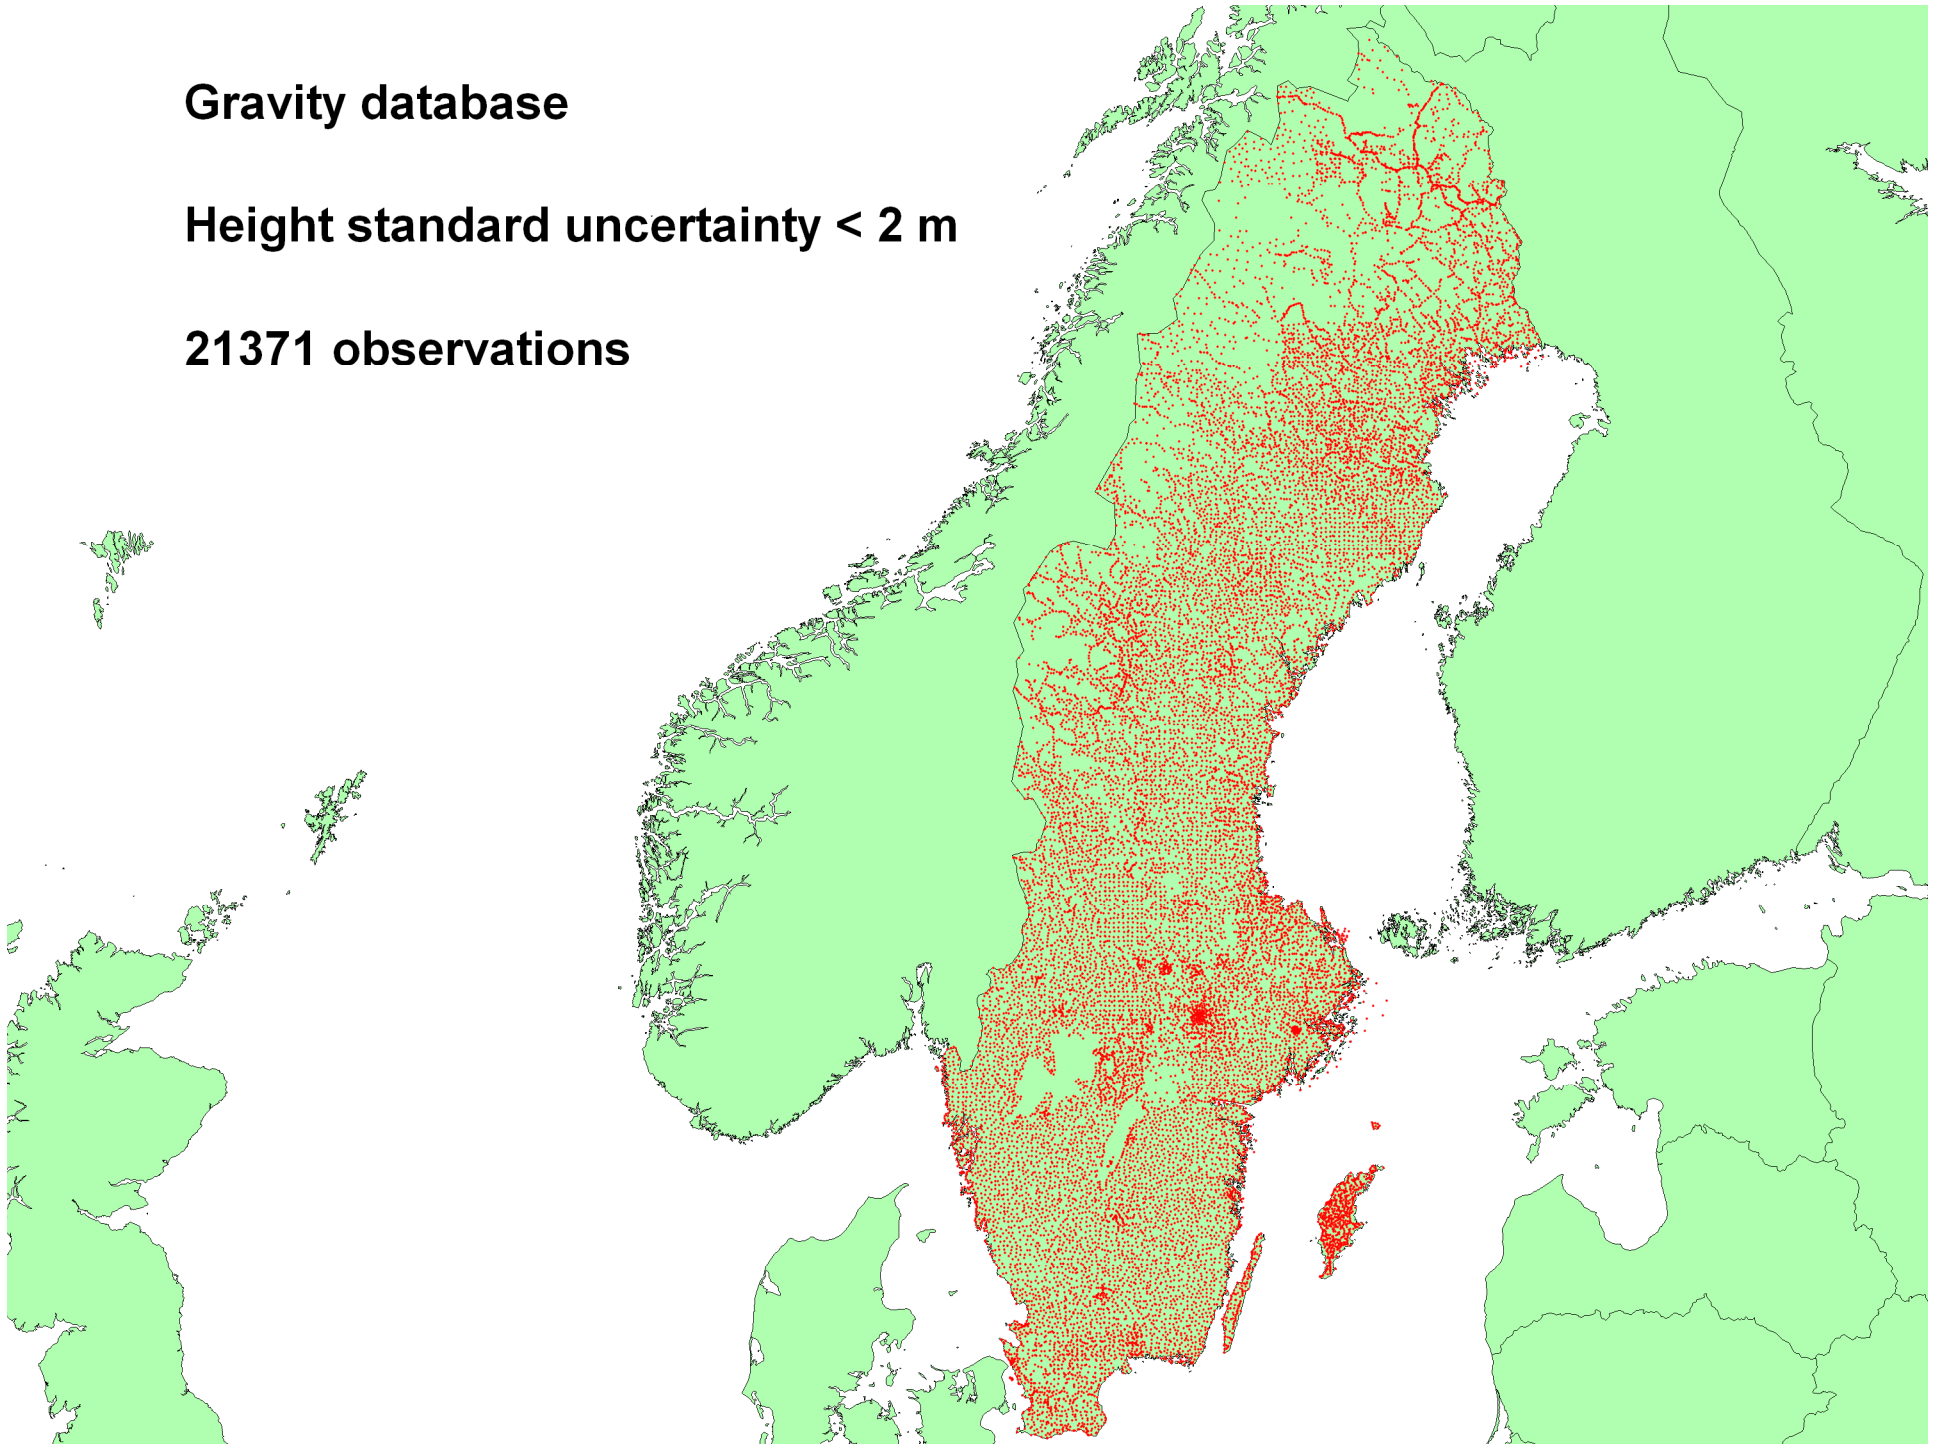 Gravity database
Height standard uncertainty < 2 m
21371 observations